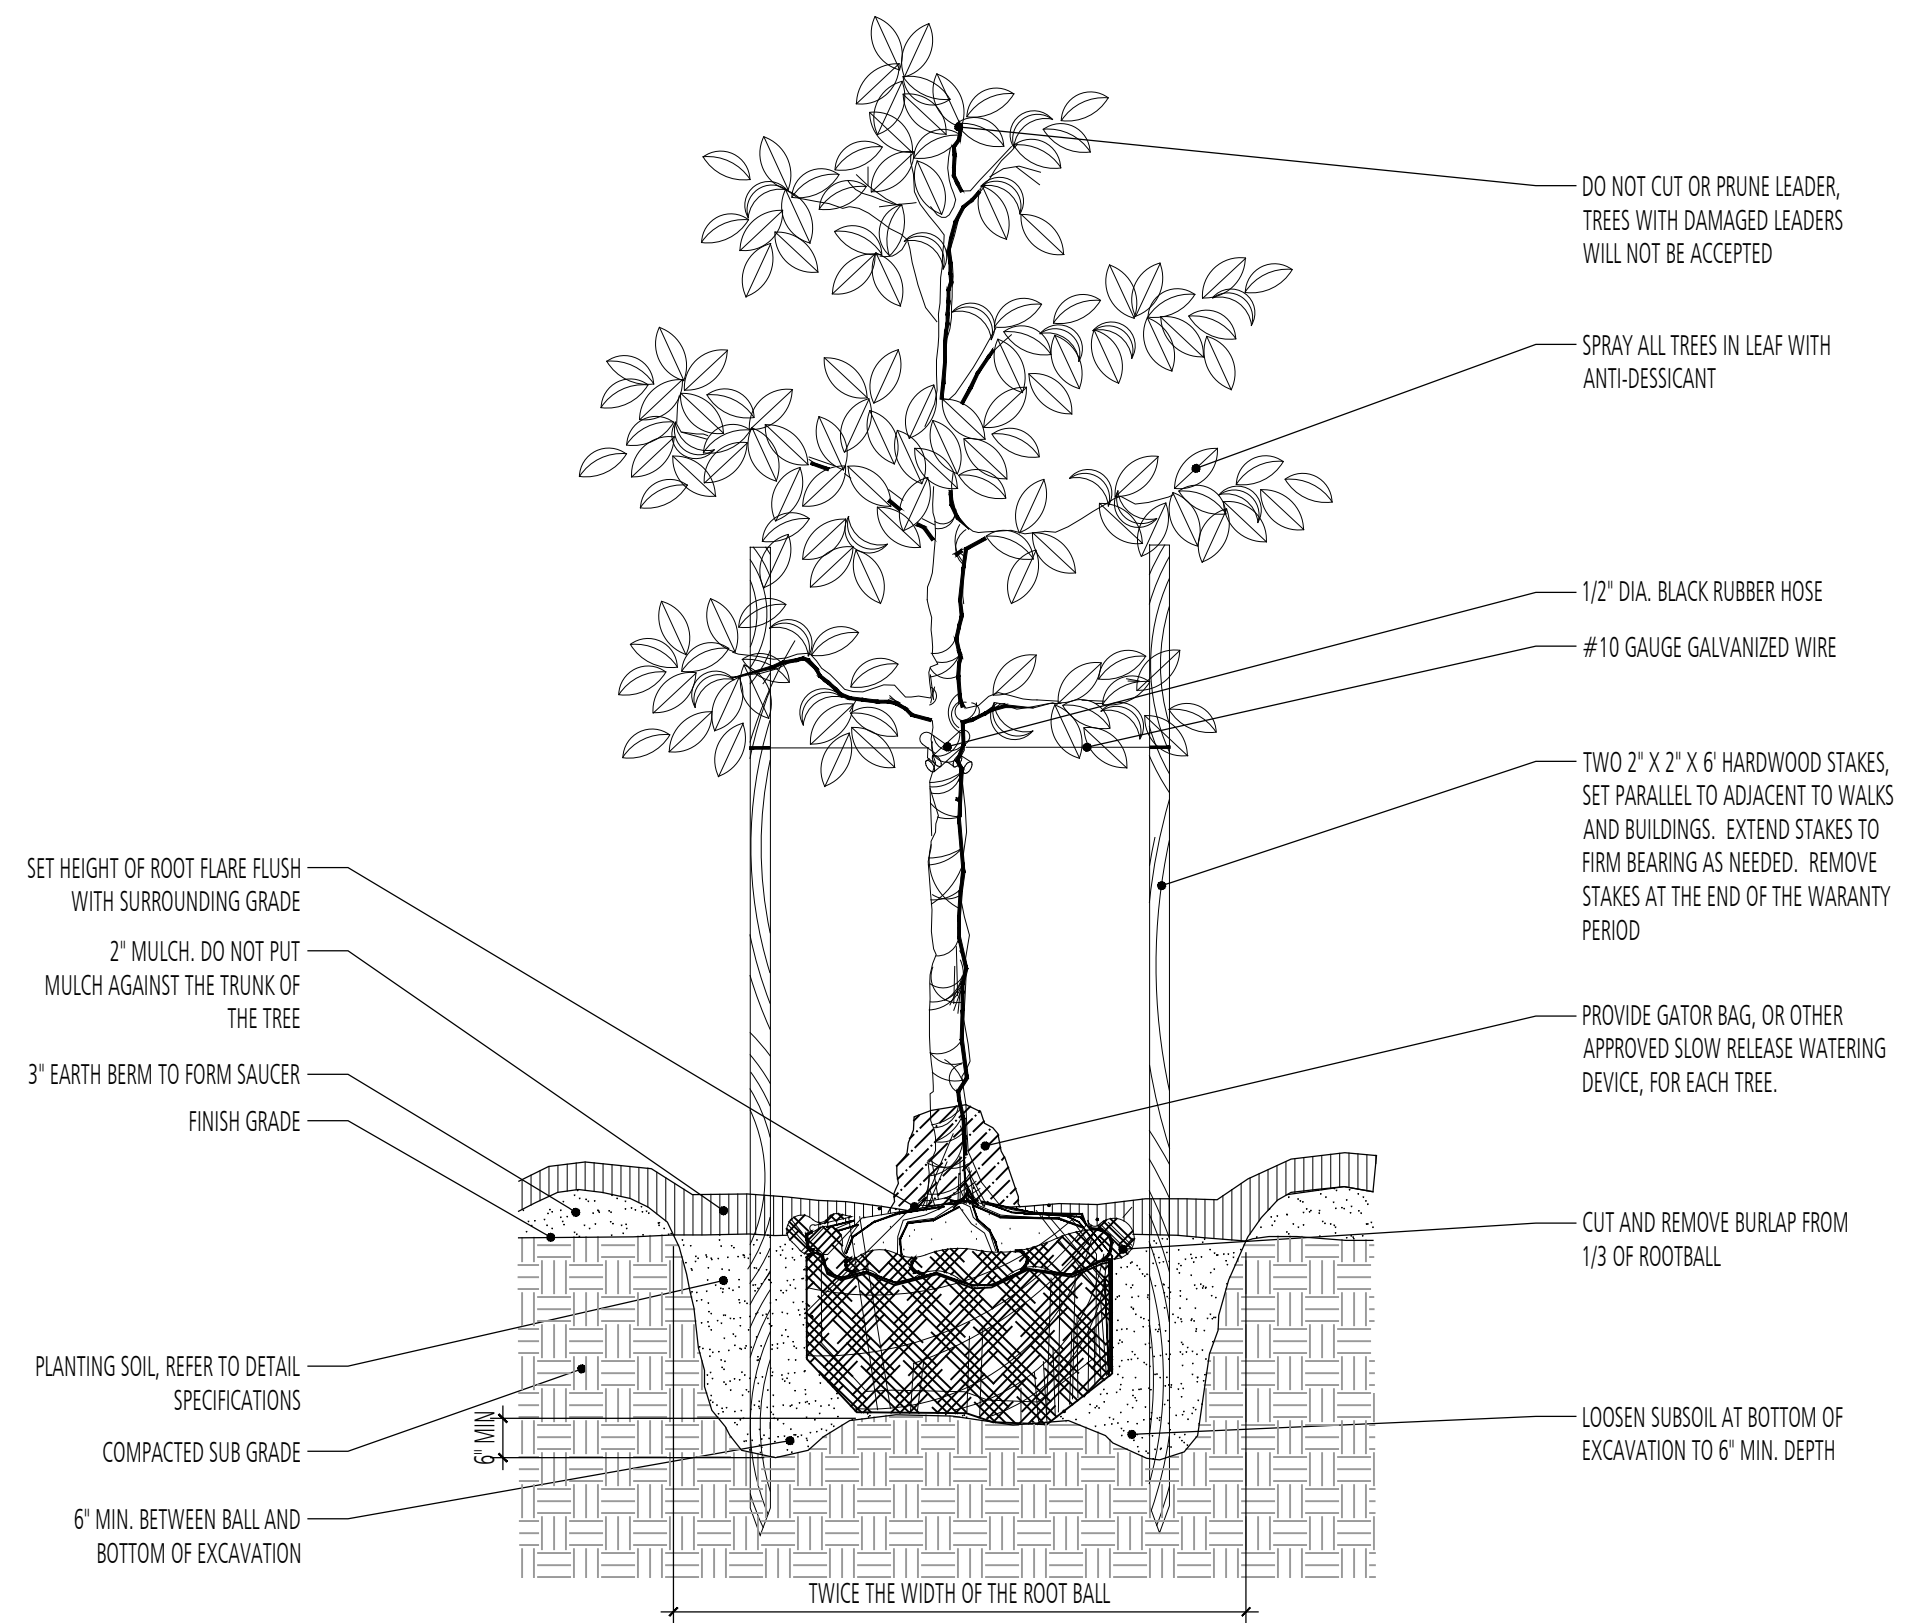 DO NOT CUT OR PRUNE LEADER,
TREES WITH DAMAGED LEADERS
WILL NOT BE ACCEPTED
SPRAY ALL TREES IN LEAF WITH
ANTI-DESSICANT
1/2" DIA. BLACK RUBBER HOSE
#10 GAUGE GALVANIZED WIRE
TWO 2" X 2" X 6' HARDWOOD STAKES,
SET PARALLEL TO ADJACENT TO WALKS
AND BUILDINGS. EXTEND STAKES TO
FIRM BEARING AS NEEDED. REMOVE
STAKES AT THE END OF THE WARANTY
PERIOD
PROVIDE GATOR BAG, OR OTHER
APPROVED SLOW RELEASE WATERING
DEVICE, FOR EACH TREE.
CUT AND REMOVE BURLAP FROM
1/3 OF ROOTBALL
LOOSEN SUBSOIL AT BOTTOM OF
EXCAVATION TO 6" MIN. DEPTH
SET HEIGHT OF ROOT FLARE FLUSH
WITH SURROUNDING GRADE
2" MULCH. DO NOT PUT
MULCH AGAINST THE TRUNK OF
THE TREE
3" EARTH BERM TO FORM SAUCER
FINISH GRADE
PLANTING SOIL, REFER TO DETAIL
SPECIFICATIONS
COMPACTED SUB GRADE
6" MIN
6" MIN. BETWEEN BALL AND
BOTTOM OF EXCAVATION
TWICE THE WIDTH OF THE ROOT BALL